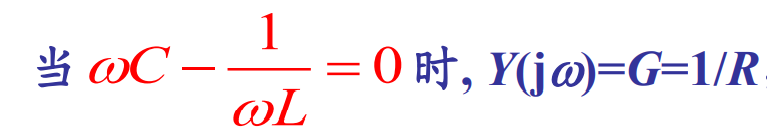 当 ωC − 1/(ωL) = 0 时, Y(jω)=G=1/R